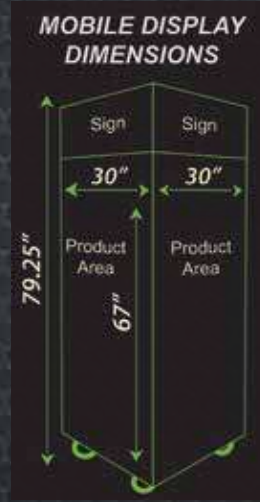 MOBILE DISPLAY
DIMENSIONS
Sign Sign
30" 30"
79.25"
Product Product
Area Area
67"